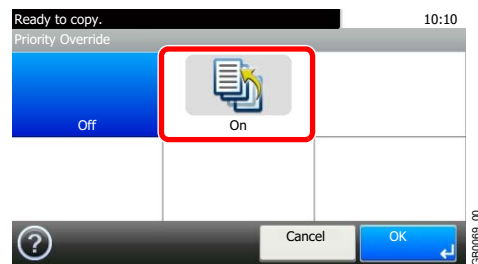 Ready to copy. 10:10
Priority Override
Off On
Cancel OK
GB0069_00